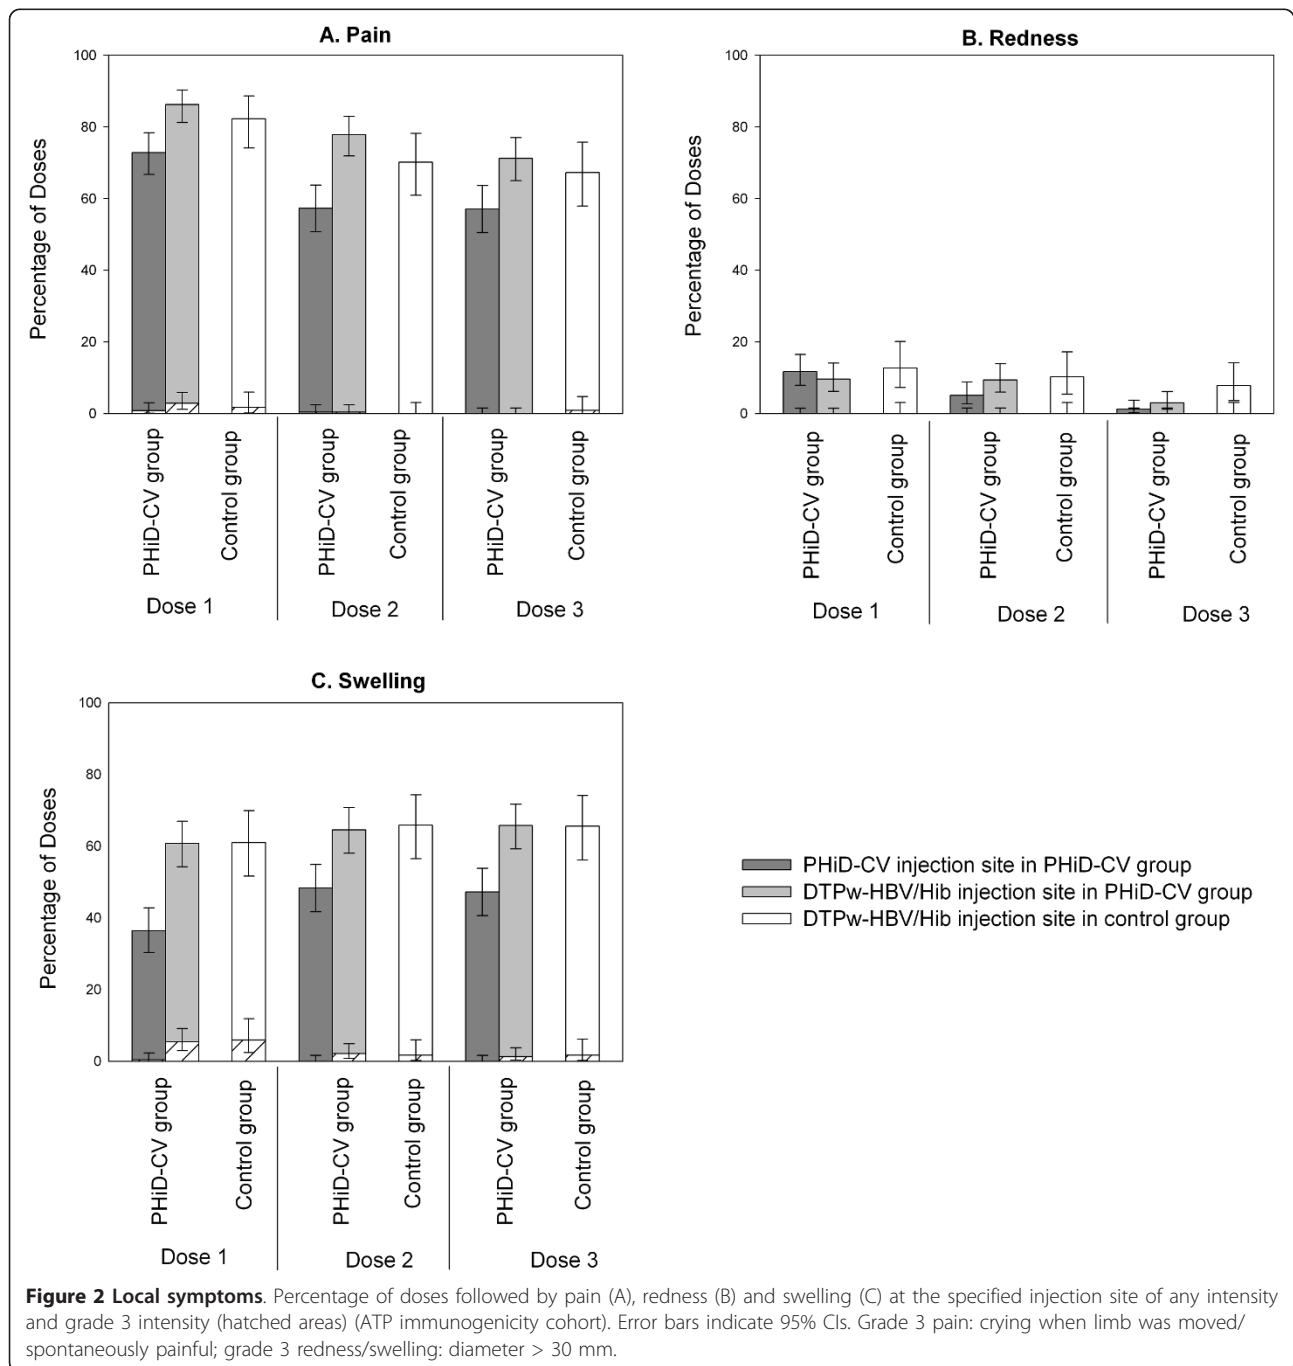 A. Pain
100
80
60
40
20
0
Percentage of Doses
PHiD-CV group
Control group
PHiD-CV group
Control group
PHiD-CV group
Control group
Dose 1
Dose 2
Dose 3
B. Redness
100
80
60
40
20
0
Percentage of Doses
PHiD-CV group
Control group
PHiD-CV group
Control group
PHiD-CV group
Control group
Dose 1
Dose 2
Dose 3
C. Swelling
100
80
60
40
20
0
Percentage of Doses
PHiD-CV group
Control group
PHiD-CV group
Control group
PHiD-CV group
Control group
Dose 1
Dose 2
Dose 3
PHiD-CV injection site in PHiD-CV group
DTPw-HBV/Hib injection site in PHiD-CV group
DTPw-HBV/Hib injection site in control group
Figure 2 Local symptoms. Percentage of doses followed by pain (A), redness (B) and swelling (C) at the specified injection site of any intensity
and grade 3 intensity (hatched areas) (ATP immunogenicity cohort). Error bars indicate 95% CIs. Grade 3 pain: crying when limb was moved/
spontaneously painful; grade 3 redness/swelling: diameter > 30 mm.